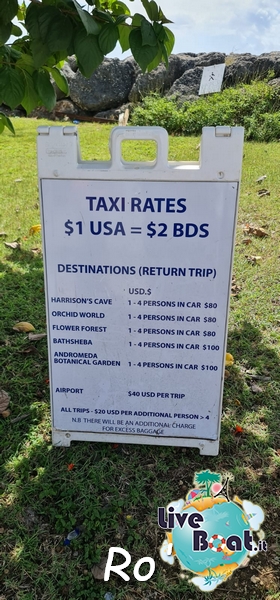 TAXI RATES
$1 USA = $2 BDS
DESTINATIONS (RETURN TRIP)
USD.$
HARRISON'S CAVE 1 - 4 PERSONS IN CAR $80
ORCHID WORLD 1 - 4 PERSONS IN CAR $80
FLOWER FOREST 1 - 4 PERSONS IN CAR $80
BATHSHEBA 1 - 4 PERSONS IN CAR $100
ANDROMEDA
BOTANICAL GARDEN 1 - 4 PERSONS IN CAR $100
AIRPORT $40 USD PER TRIP
ALL TRIPS - $20 USD PER ADDITIONAL PERSON > 4
N.B THERE WILL BE AN ADDITIONAL CHARGE
FOR EXCESS BAGGAGE
Live
Boat.it
Ro